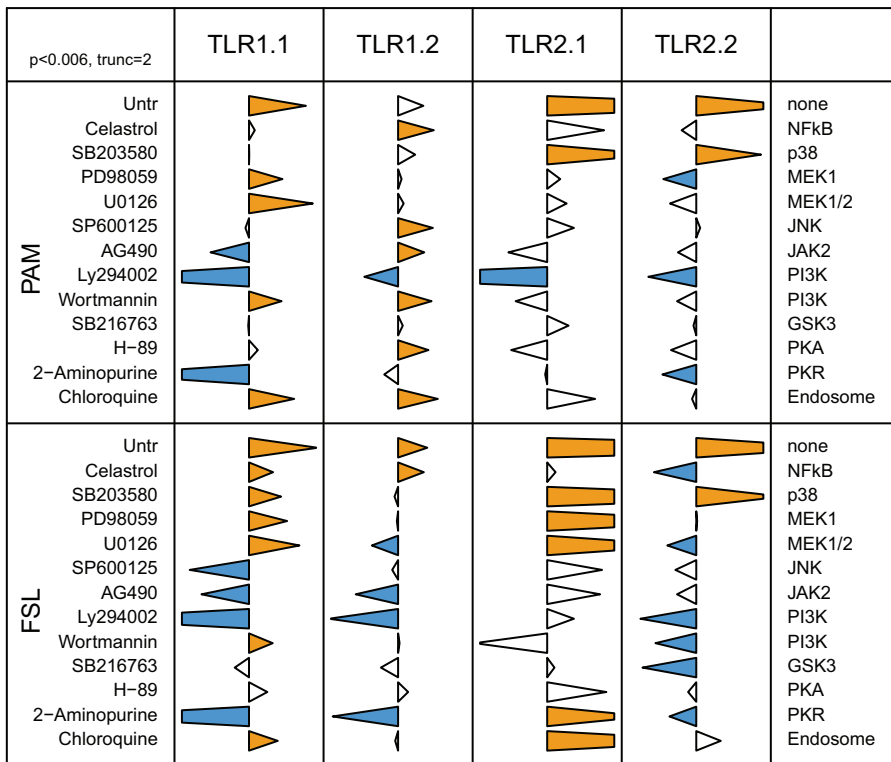 p<0.006, trunc=2 TLR1.1 TLR1.2 TLR2.1 TLR2.2
PAM
Untr none
Celastrol NFkB
SB203580 p38
PD98059 MEK1
U0126 MEK1/2
SP600125 JNK
AG490 JAK2
Ly294002 PI3K
Wortmannin PI3K
SB216763 GSK3
H−89 PKA
2−Aminopurine PKR
Chloroquine Endosome
FSL
Untr none
Celastrol NFkB
SB203580 p38
PD98059 MEK1
U0126 MEK1/2
SP600125 JNK
AG490 JAK2
Ly294002 PI3K
Wortmannin PI3K
SB216763 GSK3
H−89 PKA
2−Aminopurine PKR
Chloroquine Endosome